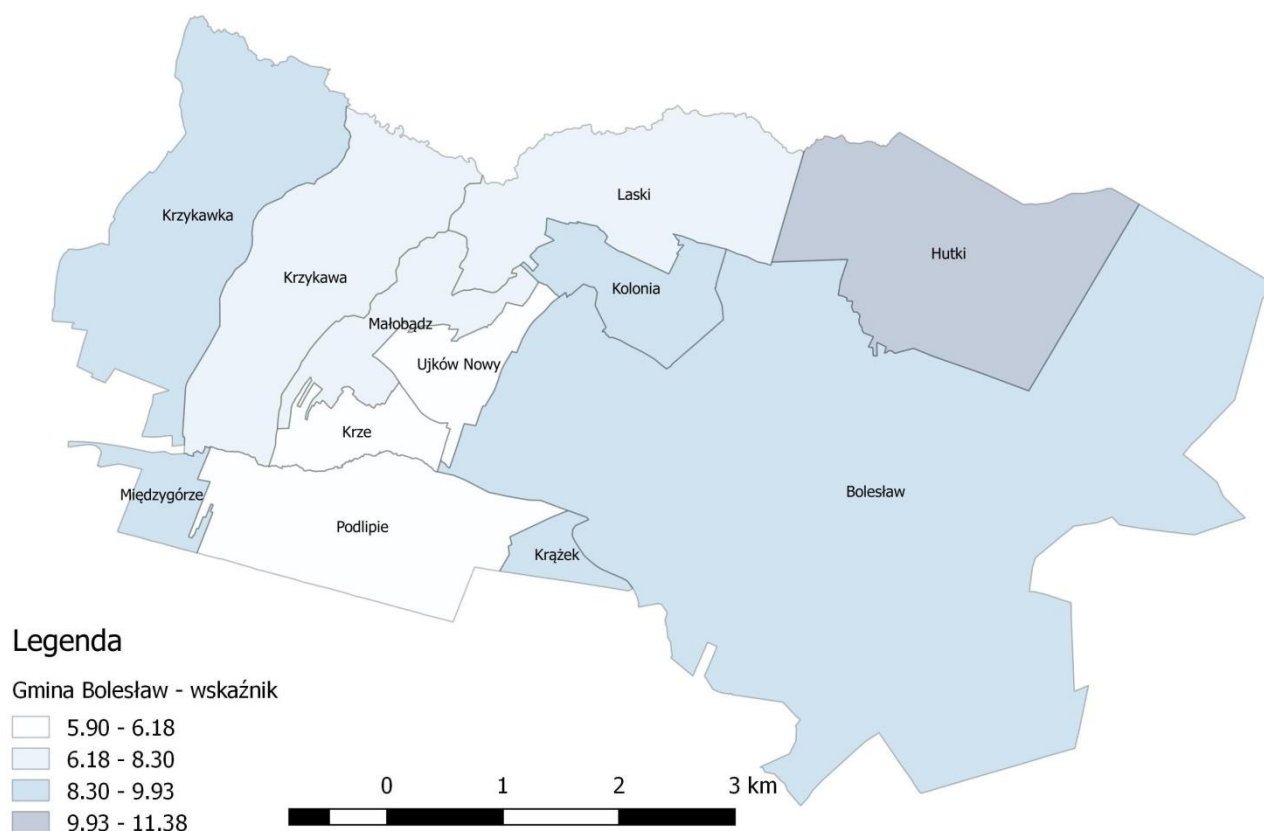 Krzykawka
Laski
Krzykawa
Hutki
Kolonia
Małobądz
Ujków Nowy
Krze
Międzygórze
Bolesław
Podlipie
Krążek
Legenda
Gmina Bolesław - wskaźnik
5.90 - 6.18
6.18 - 8.30
8.30 - 9.93
9.93 - 11.38
0 1 2 3 km